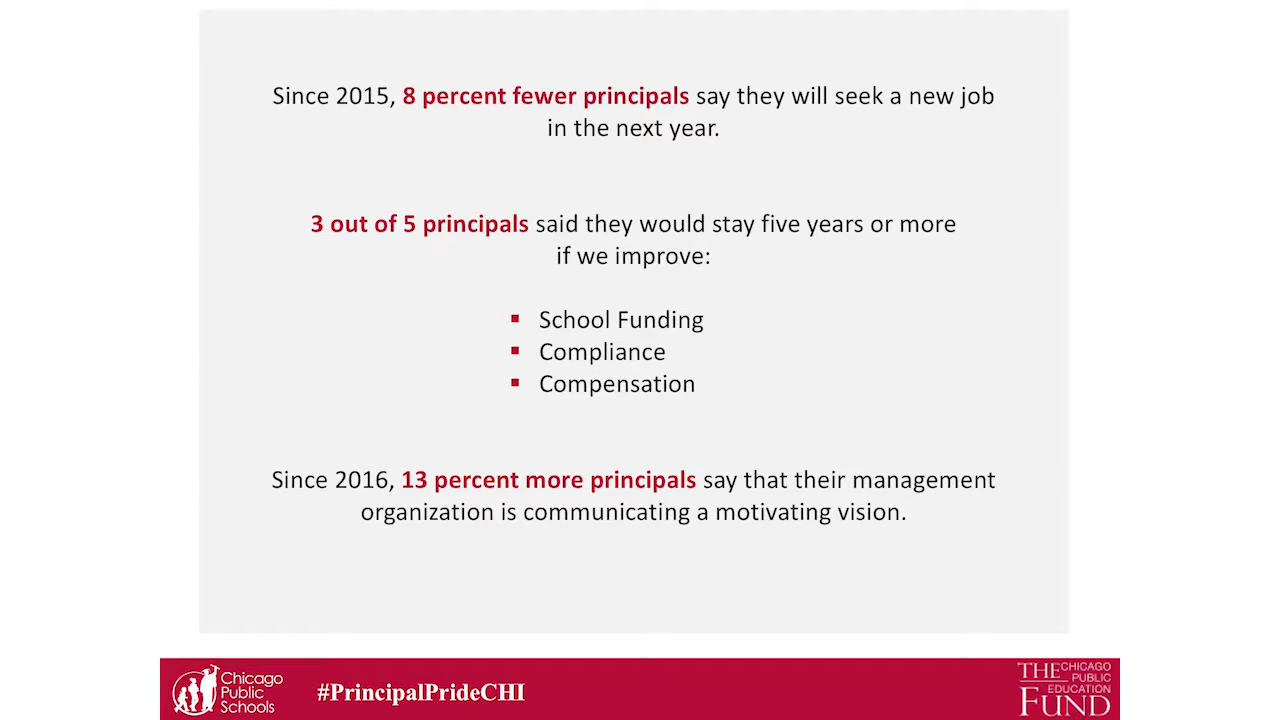 Since 2015, 8 percent fewer principals say they will seek a new job
in the next year.
3 out of 5 principals said they would stay five years or more
if we improve:
▪ School Funding
▪ Compliance
▪ Compensation
Since 2016, 13 percent more principals say that their management
organization is communicating a motivating vision.
Chicago
Public
Schools
#PrincipalPrideCHI
THE CHICAGO
PUBLIC
EDUCATION
FUND